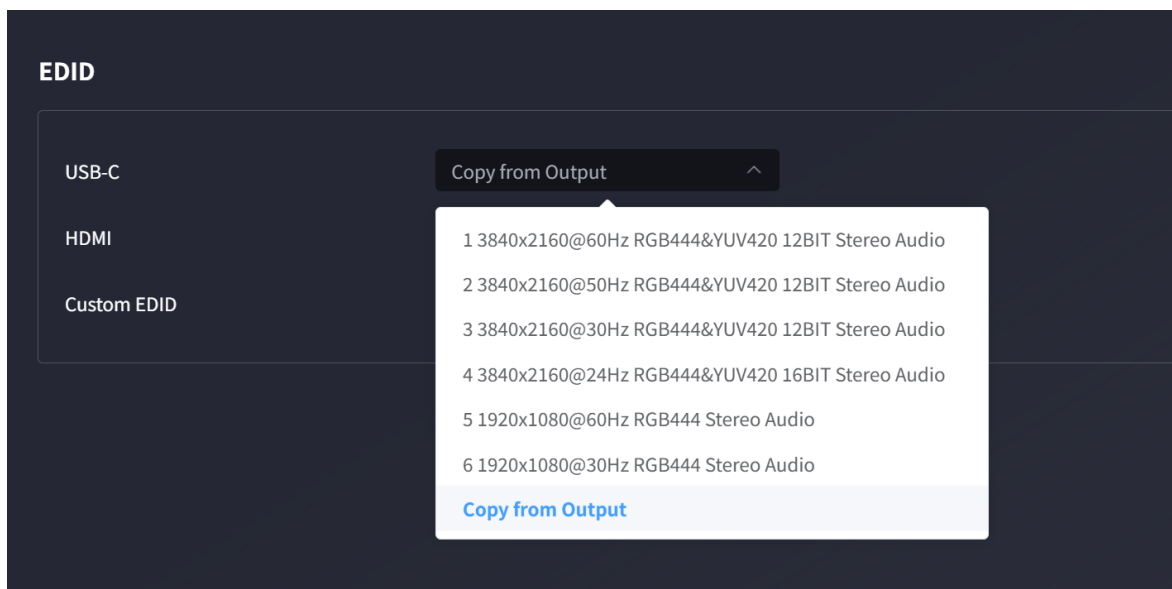 EDID
USB-C
Copy from Output
HDMI
Custom EDID
1 3840x2160@60Hz RGB444&YUV420 12BIT Stereo Audio
2 3840x2160@50Hz RGB444&YUV420 12BIT Stereo Audio
3 3840x2160@30Hz RGB444&YUV420 12BIT Stereo Audio
4 3840x2160@24Hz RGB444&YUV420 16BIT Stereo Audio
5 1920x1080@60Hz RGB444 Stereo Audio
6 1920x1080@30Hz RGB444 Stereo Audio
Copy from Output